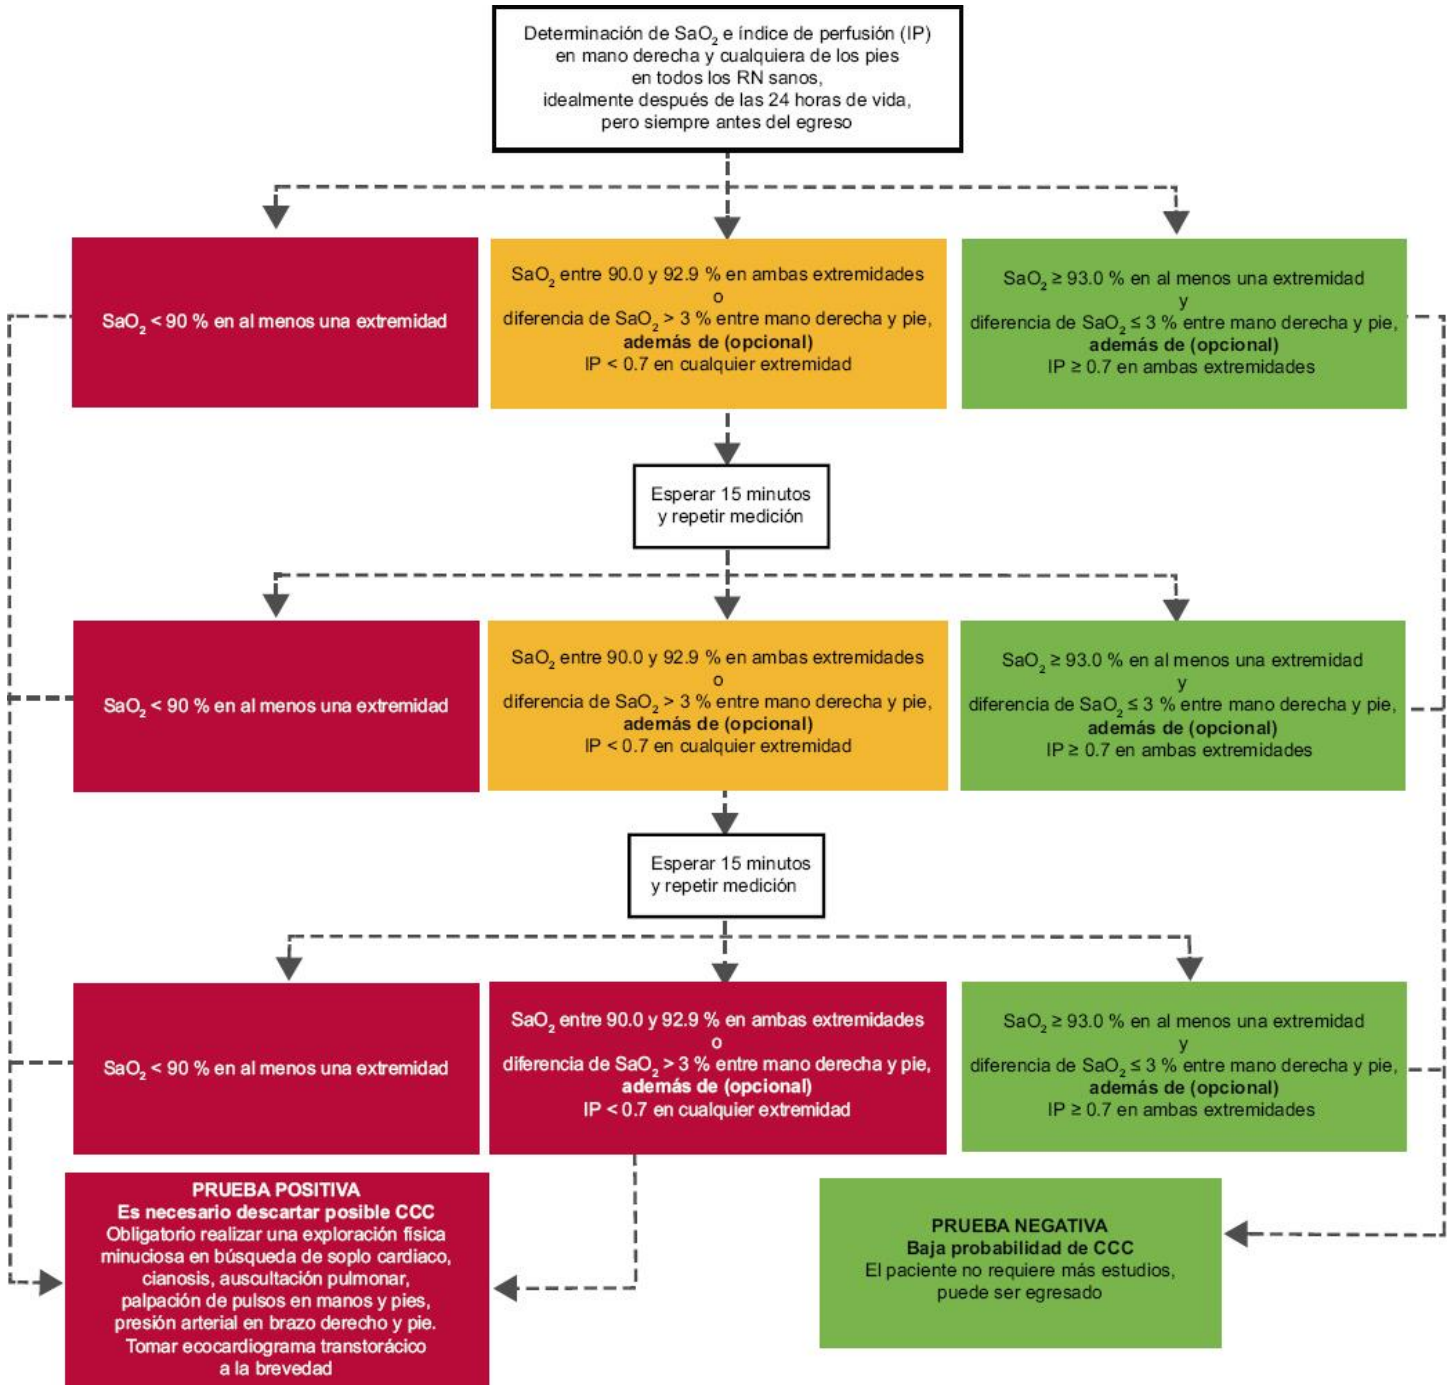 Determinación de SaO₂ e índice de perfusión (IP)
en mano derecha y cualquiera de los pies
en todos los RN sanos,
idealmente después de las 24 horas de vida,
pero siempre antes del egreso
SaO₂ < 90 % en al menos una extremidad
SaO₂ entre 90.0 y 92.9 % en ambas extremidades
o
diferencia de SaO₂ > 3 % entre mano derecha y pie,
además de (opcional)
IP < 0.7 en cualquier extremidad
SaO₂ ≥ 93.0 % en al menos una extremidad
y
diferencia de SaO₂ ≤ 3 % entre mano derecha y pie,
además de (opcional)
IP ≥ 0.7 en ambas extremidades
Esperar 15 minutos
y repetir medición
SaO₂ < 90 % en al menos una extremidad
SaO₂ entre 90.0 y 92.9 % en ambas extremidades
o
diferencia de SaO₂ > 3 % entre mano derecha y pie,
además de (opcional)
IP < 0.7 en cualquier extremidad
SaO₂ ≥ 93.0 % en al menos una extremidad
y
diferencia de SaO₂ ≤ 3 % entre mano derecha y pie,
además de (opcional)
IP ≥ 0.7 en ambas extremidades
Esperar 15 minutos
y repetir medición
SaO₂ < 90 % en al menos una extremidad
SaO₂ entre 90.0 y 92.9 % en ambas extremidades
o
diferencia de SaO₂ > 3 % entre mano derecha y pie,
además de (opcional)
IP < 0.7 en cualquier extremidad
SaO₂ ≥ 93.0 % en al menos una extremidad
y
diferencia de SaO₂ ≤ 3 % entre mano derecha y pie,
además de (opcional)
IP ≥ 0.7 en ambas extremidades
PRUEBA POSITIVA
Es necesario descartar posible CCC
Obligatorio realizar una exploración física
minuciosa en búsqueda de soplo cardiaco,
cianosis, auscultación pulmonar,
palpación de pulsos en manos y pies,
presión arterial en brazo derecho y pie.
Tomar ecocardiograma transtorácico
a la brevedad
PRUEBA NEGATIVA
Baja probabilidad de CCC
El paciente no requiere más estudios,
puede ser egresado